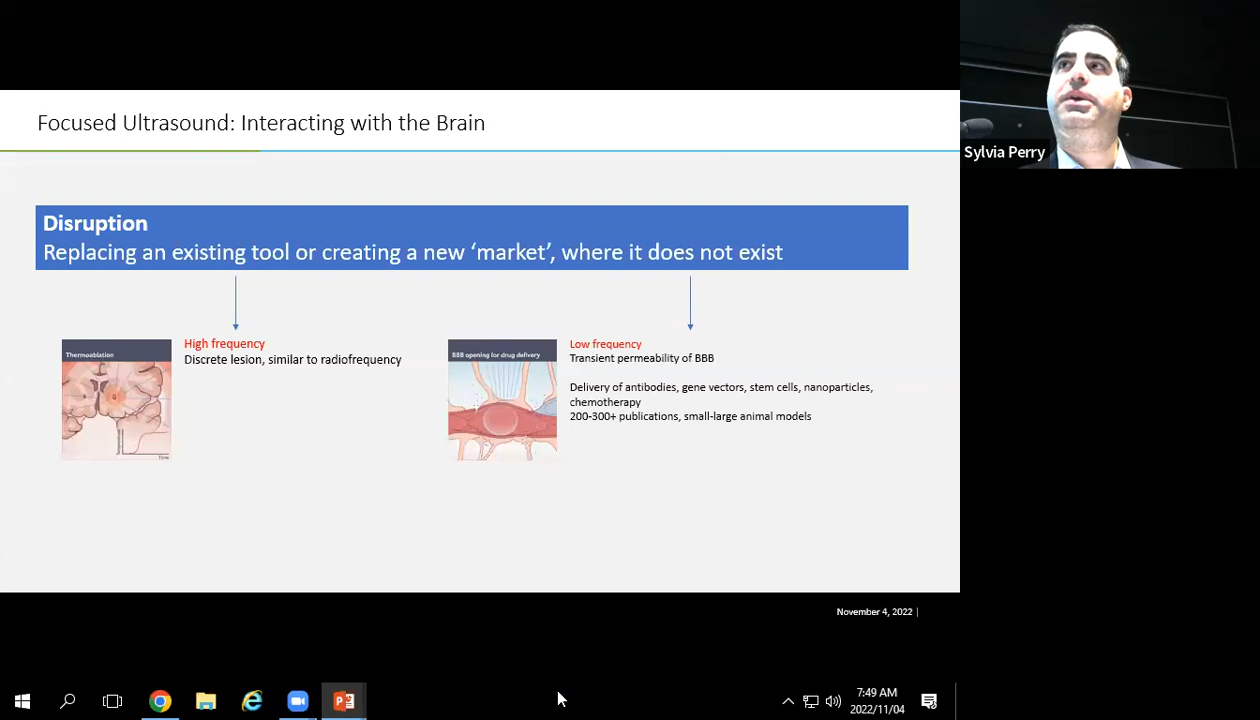 Focused Ultrasound: Interacting with the Brain
Sylvia Perry
Disruption
Replacing an existing tool or creating a new ‘market’, where it does not exist
Thermoablation
High frequency
Discrete lesion, similar to radiofrequency
Time
BBB opening for drug delivery
Low frequency
Transient permeability of BBB
Delivery of antibodies, gene vectors, stem cells, nanoparticles,
chemotherapy
200-300+ publications, small-large animal models
November 4, 2022 |
7:49 AM
2022/11/04